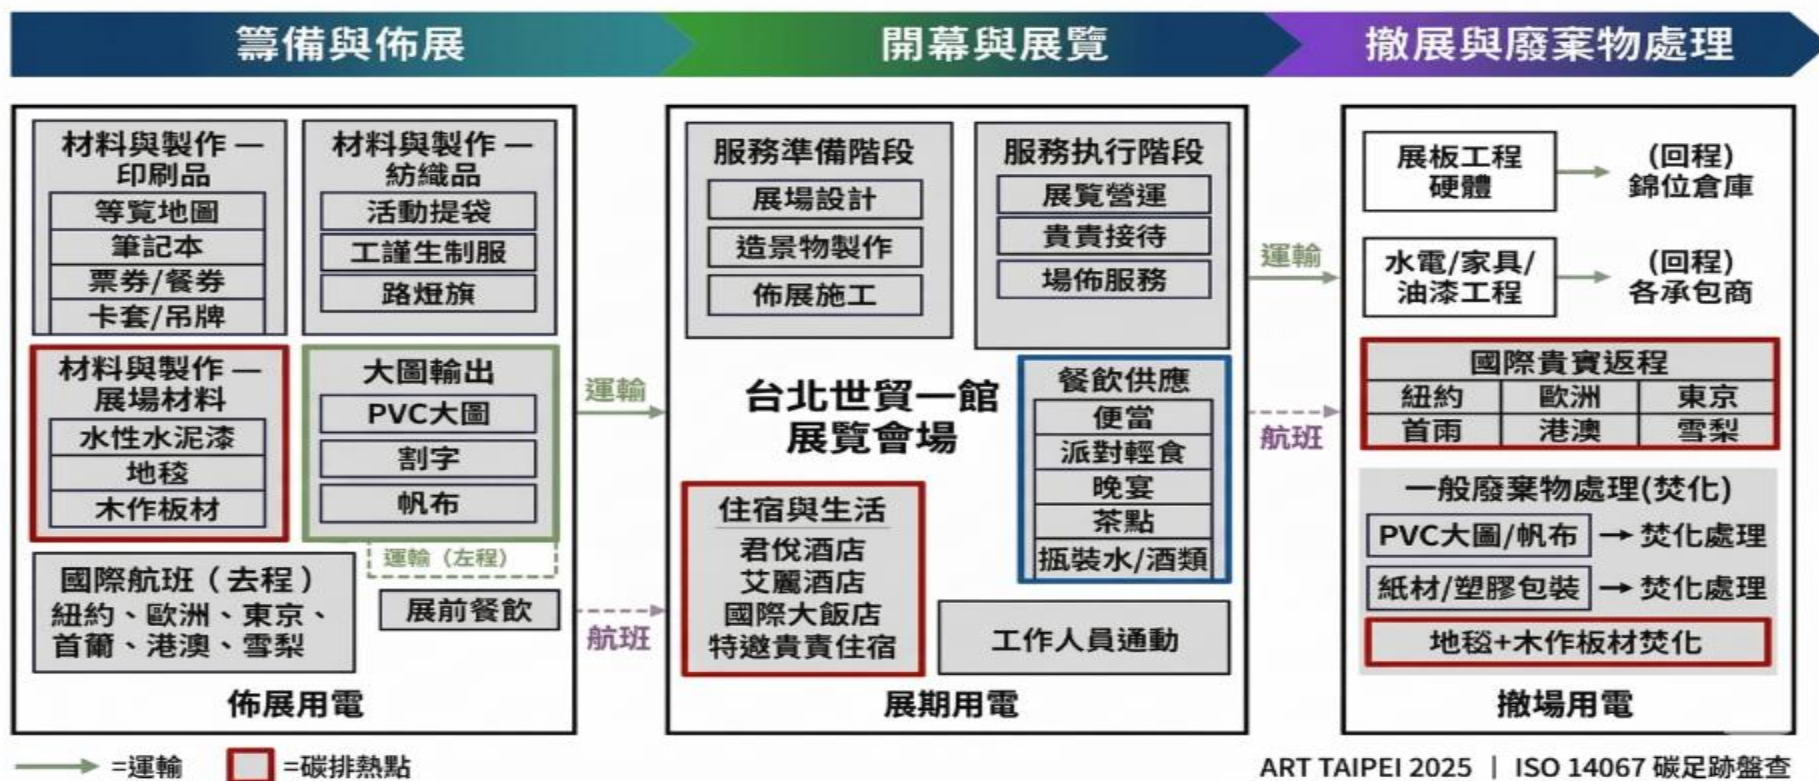 籌備與佈展
開幕與展覽
撤展與廢棄物處理
材料與製作 —
印刷品
等覧地圖
筆記本
票券/餐券
卡套/吊牌
材料與製作 —
紡織品
活動提袋
工謹生制服
路燈旗
材料與製作 —
展場材料
水性水泥漆
地毯
木作板材
大圖輸出
PVC大圖
割字
帆布
運輸（左程）
國際航班（去程）
紐約、歐洲、東京、
首爾、港澳、雪梨
展前餐飲
佈展用電
運輸
航班
服務準備階段
展場設計
造景物製作
佈展施工
服務执行階段
展覧營運
貴責接待
場佈服務
台北世貿一館
展覧會場
餐飲供應
便當
派對輕食
晚宴
茶點
瓶裝水/酒類
住宿與生活
君悅酒店
艾麗酒店
國際大飯店
特邀貴責住宿
工作人員通動
展期用電
運輸
航班
展板工程
硬體
(回程)
錦位倉庫
水電/家具/
油漆工程
(回程)
各承包商
國際貴寶返程
紐約 歐洲 東京
首雨 港澳 雪梨
一般廢棄物處理(焚化)
PVC大圖/帆布 → 焚化處理
紙材/塑膠包裝 → 焚化處理
地毯+木作板材焚化
撤場用電
=運輸 =碳排熱點
ART TAIPEI 2025 | ISO 14067 碳足跡盤查